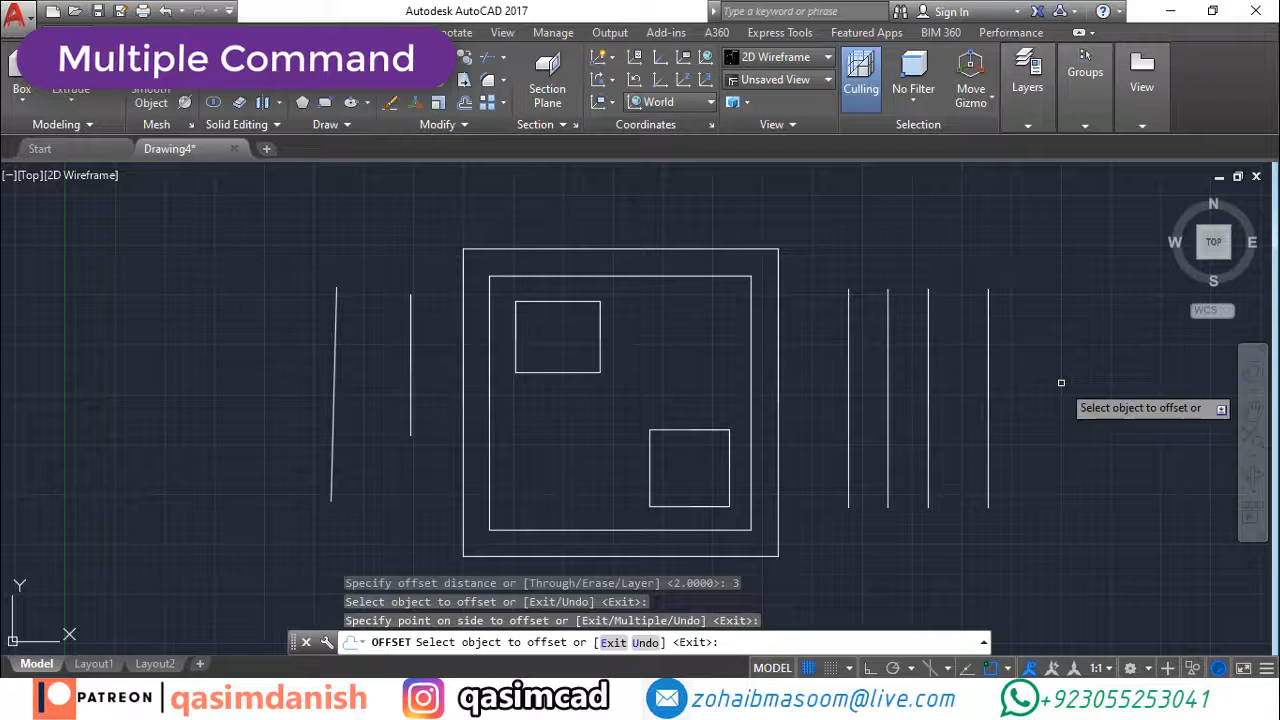 Autodesk AutoCAD 2017
Drawing4.dwg
Type a keyword or phrase
Sign In
Multiple Command
View
Manage
Output
Add-ins
A360
Express Tools
Featured Apps
BIM 360
Performance
Box
Extrude
Smooth
Object
Section
Plane
2D Wireframe
Unsaved View
World
Culling
No Filter
Move
Gizmo
Layers
Groups
View
Modeling
Mesh
Solid Editing
Draw
Modify
Section
Coordinates
View
Selection
Start
Drawing4*
[−][Top][2D Wireframe]
N
W
TOP
E
S
WCS
Select object to offset or
Specify offset distance or [Through/Erase/Layer] <2.0000>: 3
Select object to offset or [Exit/Undo] <Exit>:
Specify point on side to offset or [Exit/Multiple/Undo] <Exit>:
OFFSET Select object to offset or [Exit Undo] <Exit>:
Y
X
Model
Layout1
Layout2
MODEL
1:1
PATREON
qasimdanish
qasimcad
zohaibmasoom@live.com
+923055253041